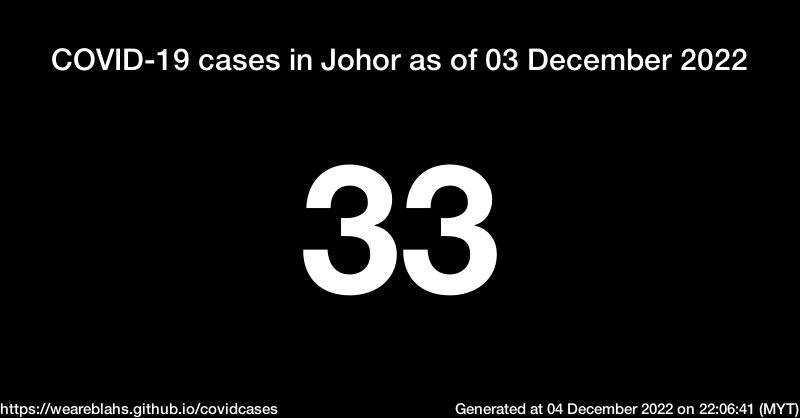 COVID-19 cases in Johor as of 03 December 2022
33
https://weareblahs.github.io/covidcases
Generated at 04 December 2022 on 22:06:41 (MYT)